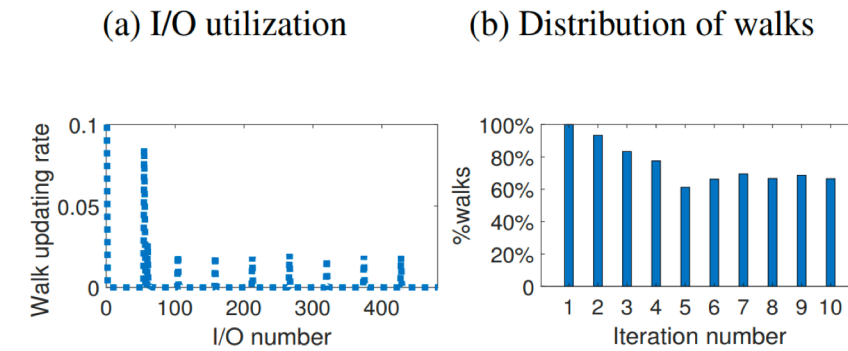 (a) I/O utilization
(b) Distribution of walks
Walk updating rate
0.1
0.05
0
0 100 200 300 400
I/O number
%walks
100%
80%
60%
40%
20%
0
1 2 3 4 5 6 7 8 9 10
Iteration number